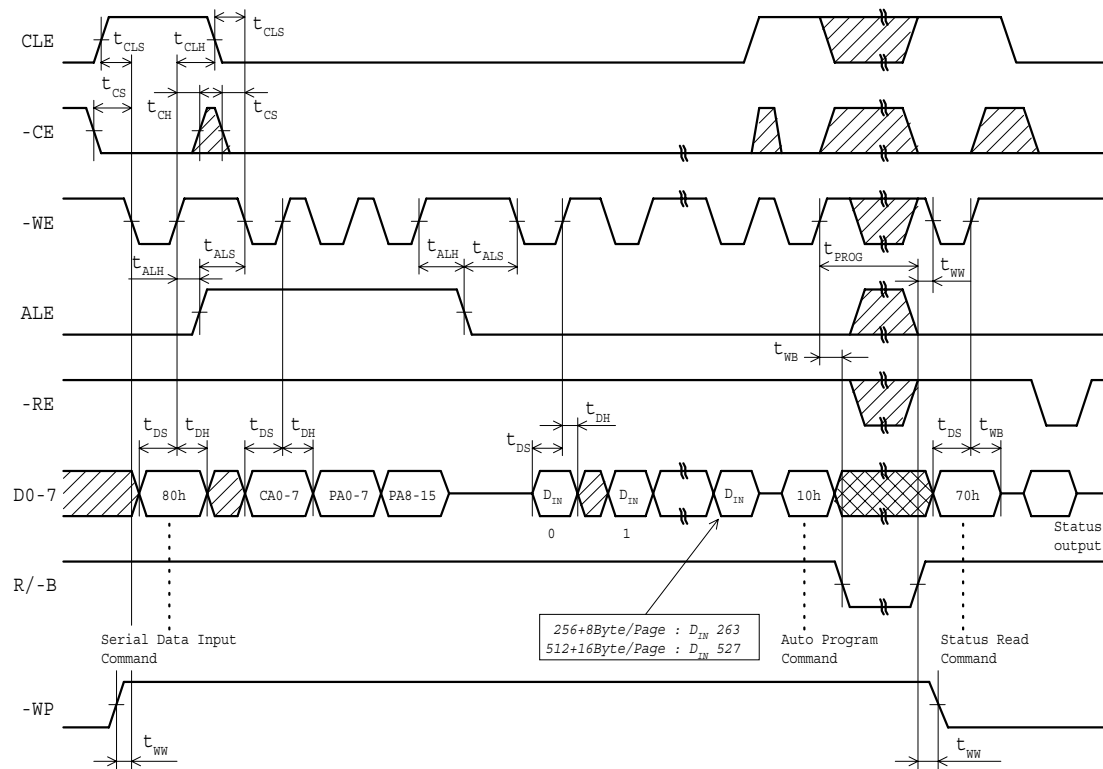 CLE
tCLS
tCLH
tCLS
tCS
tCH
tCS
-CE
-WE
tALH
tALS
tALH
tALS
tPROG
tWW
ALE
tWB
-RE
tDS
tDH
tDS
tDH
tDS
tDH
tDS
tWB
D0-7
80h
CA0-7
PA0-7
PA8-15
DIN
DIN
DIN
10h
70h
0
1
Status
output
R/-B
256+8Byte/Page : DIN 263
512+16Byte/Page : DIN 527
Serial Data Input
Command
Auto Program
Command
Status Read
Command
-WP
tWW
tWW